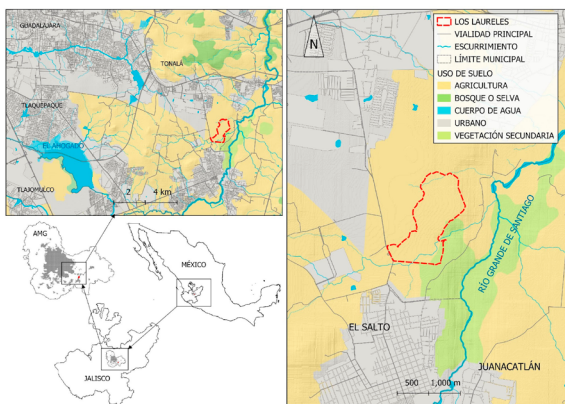 GUADALAJARA
TONALÁ
TLAQUEPAQUE
EL AHOGADO
TLAJOMULCO
2 4 km
AMG
MÉXICO
JALISCO
N
LOS LAURELES
VIALIDAD PRINCIPAL
ESCURRIMIENTO
LÍMITE MUNICIPAL
USO DE SUELO
AGRICULTURA
BOSQUE O SELVA
CUERPO DE AGUA
URBANO
VEGETACIÓN SECUNDARIA
RÍO GRANDE DE SANTIAGO
EL SALTO
JUANACATLÁN
500 1,000 m